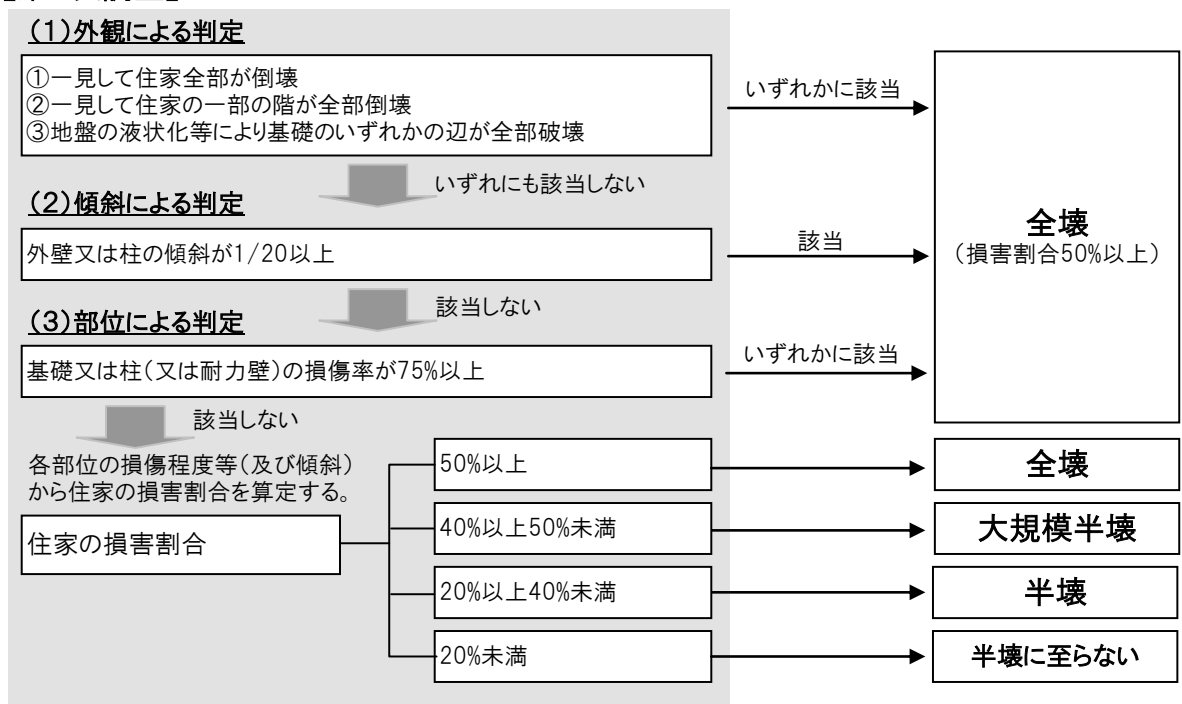 (1)外観による判定
①一見して住家全部が倒壊
②一見して住家の一部の階が全部倒壊
③地盤の液状化等により基礎のいずれかの辺が全部破壊
いずれかに該当
いずれにも該当しない
(2)傾斜による判定
外壁又は柱の傾斜が1/20以上
該当
全壊
(損害割合50%以上)
該当しない
(3)部位による判定
基礎又は柱(又は耐力壁)の損傷率が75%以上
いずれかに該当
該当しない
各部位の損傷程度等(及び傾斜)
から住家の損害割合を算定する。
住家の損害割合
50%以上
全壊
40%以上50%未満
大規模半壊
20%以上40%未満
半壊
20%未満
半壊に至らない